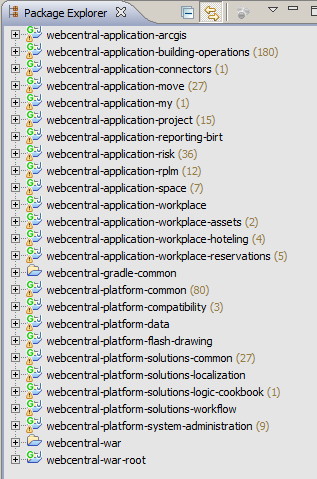 Package Explorer
webcentral-application-arcgis
webcentral-application-building-operations (180)
webcentral-application-connectors (1)
webcentral-application-move (27)
webcentral-application-my (1)
webcentral-application-project (15)
webcentral-application-reporting-birt
webcentral-application-risk (36)
webcentral-application-rplm (12)
webcentral-application-space (7)
webcentral-application-workplace
webcentral-application-workplace-assets (2)
webcentral-application-workplace-hoteling (4)
webcentral-application-workplace-reservations (5)
webcentral-gradle-common
webcentral-platform-common (80)
webcentral-platform-compatibility (3)
webcentral-platform-data
webcentral-platform-flash-drawing
webcentral-platform-solutions-common (27)
webcentral-platform-solutions-localization
webcentral-platform-solutions-logic-cookbook (1)
webcentral-platform-solutions-workflow
webcentral-platform-system-administration (9)
webcentral-war
webcentral-war-root